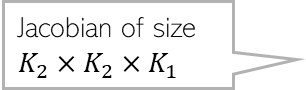 Jacobian of size
K₂ × K₂ × K₁